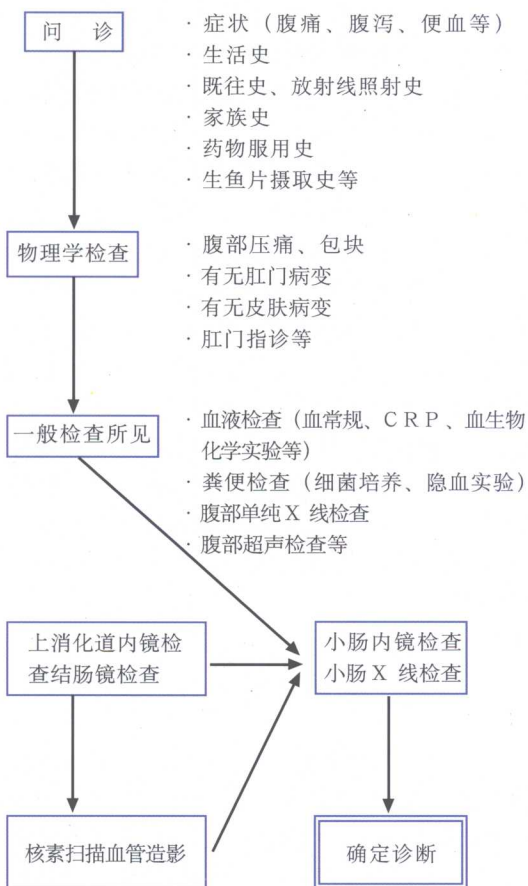 问 诊
· 症状（腹痛、腹泻、便血等）
· 生活史
· 既往史、放射线照射史
· 家族史
· 药物服用史
· 生鱼片摄取史等
物理学检查
· 腹部压痛、包块
· 有无肛门病变
· 有无皮肤病变
· 肛门指诊等
一般检查所见
· 血液检查（血常规、CRP、血生物
化学实验等）
· 粪便检查（细菌培养、隐血实验）
· 腹部单纯X 线检查
· 腹部超声检查等
上消化道内镜检
查结肠镜检查
小肠内镜检查
小肠X 线检查
核素扫描血管造影
确定诊断